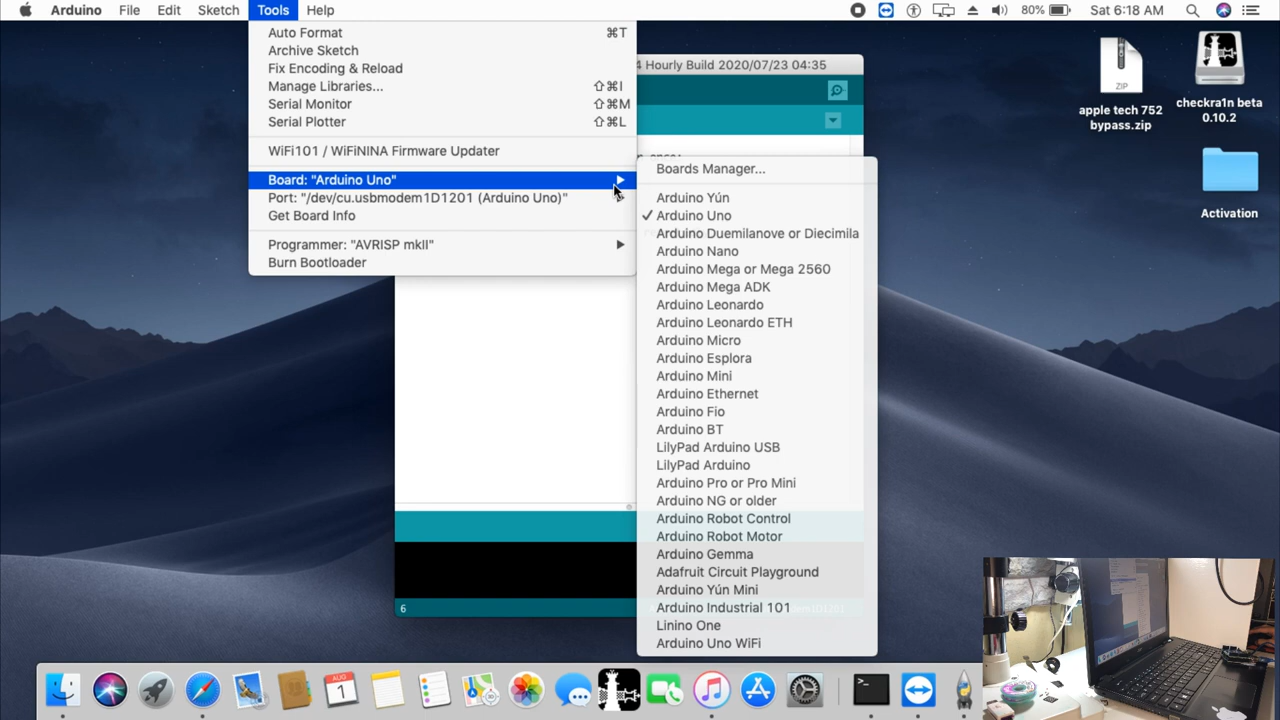 Arduino File Edit Sketch Tools Help 80% Sat 6:18 AM
Auto Format ⌘T
Archive Sketch
Fix Encoding & Reload
Manage Libraries... ⇧⌘I
Serial Monitor ⇧⌘M
Serial Plotter ⇧⌘L
WiFi101 / WiFiNINA Firmware Updater
Board: "Arduino Uno"
Port: "/dev/cu.usbmodem1D1201 (Arduino Uno)"
Get Board Info
Programmer: "AVRISP mkII"
Burn Bootloader
4 Hourly Build 2020/07/23 04:35
Boards Manager...
Arduino Yún
✓ Arduino Uno
Arduino Duemilanove or Diecimila
Arduino Nano
Arduino Mega or Mega 2560
Arduino Mega ADK
Arduino Leonardo
Arduino Leonardo ETH
Arduino Micro
Arduino Esplora
Arduino Mini
Arduino Ethernet
Arduino Fio
Arduino BT
LilyPad Arduino USB
LilyPad Arduino
Arduino Pro or Pro Mini
Arduino NG or older
Arduino Robot Control
Arduino Robot Motor
Arduino Gemma
Adafruit Circuit Playground
Arduino Yún Mini
Arduino Industrial 101
Linino One
Arduino Uno WiFi
6
ZIP
apple tech 752
bypass.zip
checkra1n beta
0.10.2
Activation
AUG
1